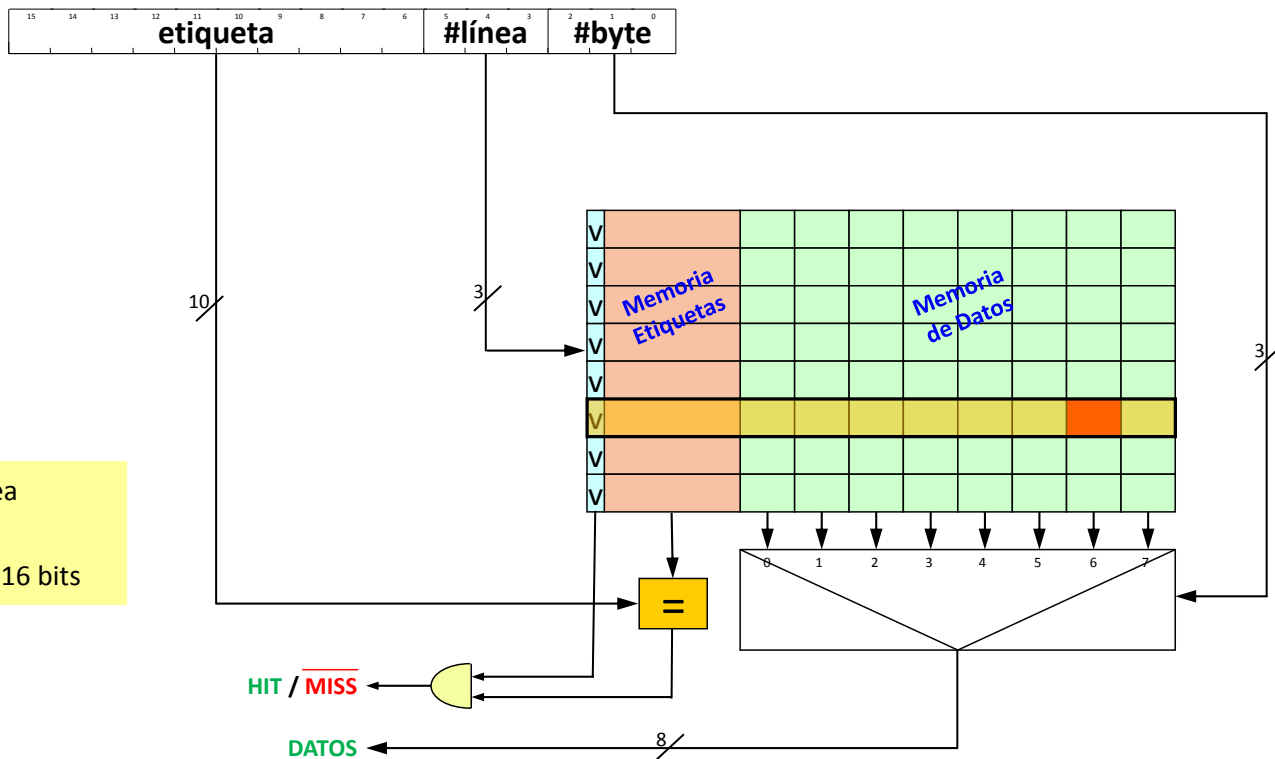 15 14 13 12 11 10 9 8 7 6 5 4 3 2 1 0
etiqueta #línea #byte
10
3
3
V
V
V
V
V
V
V
V
Memoria
Etiquetas
Memoria
de Datos
ea
16 bits
0 1 2 3 4 5 6 7
=
HIT / MISS
DATOS
8